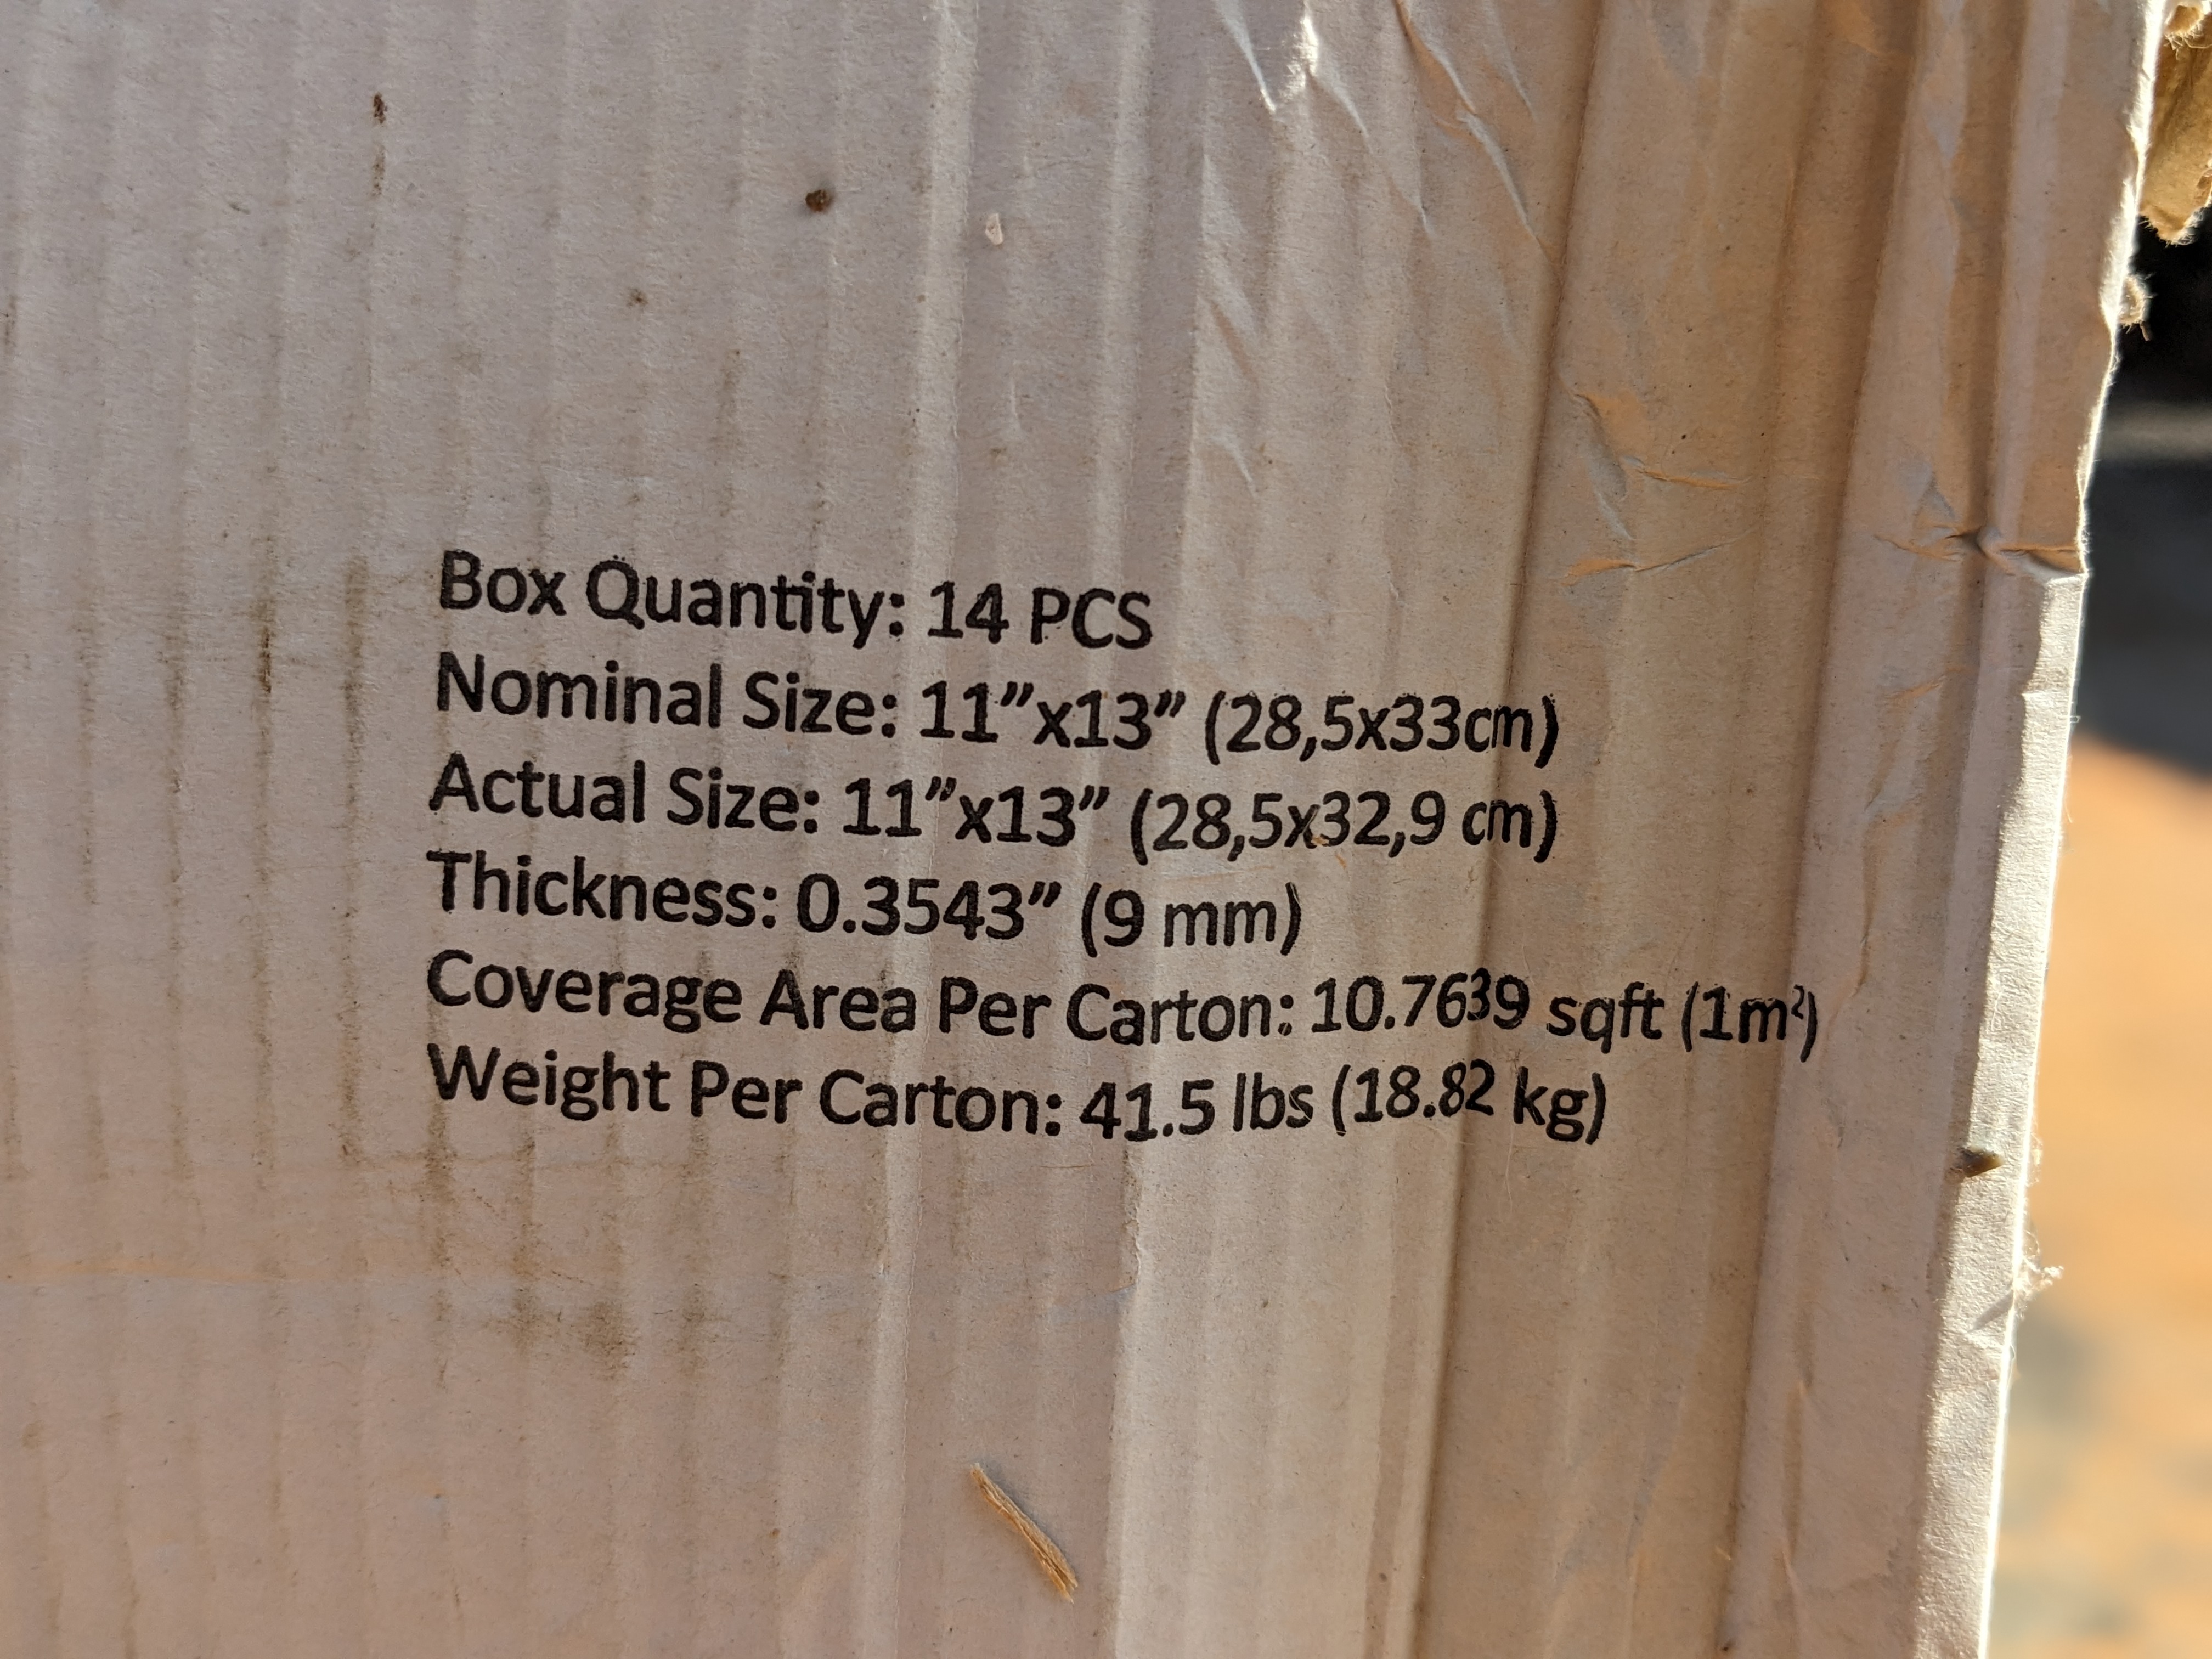 Box Quantity: 14 PCS
Nominal Size: 11”x13” (28,5x33cm)
Actual Size: 11”x13” (28,5x32,9 cm)
Thickness: 0.3543” (9 mm)
Coverage Area Per Carton: 10.7639 sqft (1m²)
Weight Per Carton: 41.5 lbs (18.82 kg)